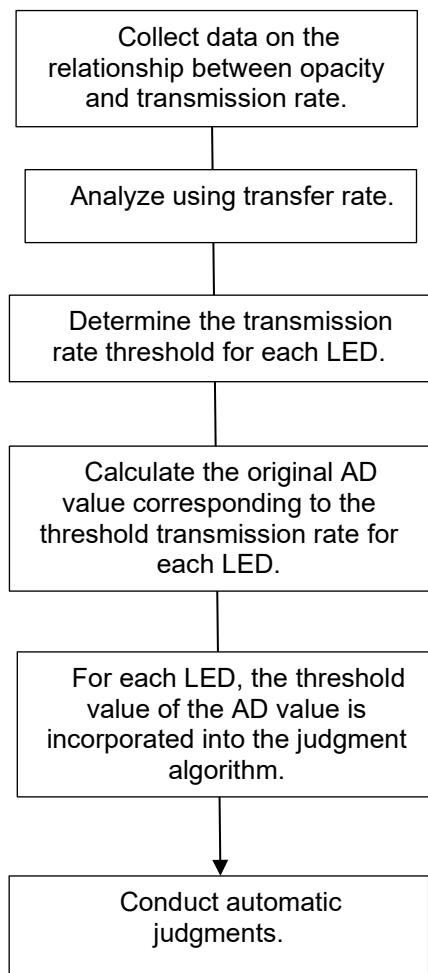 Collect data on the
relationship between opacity
and transmission rate.
Analyze using transfer rate.
Determine the transmission
rate threshold for each LED.
Calculate the original AD
value corresponding to the
threshold transmission rate for
each LED.
For each LED, the threshold
value of the AD value is
incorporated into the judgment
algorithm.
Conduct automatic
judgments.